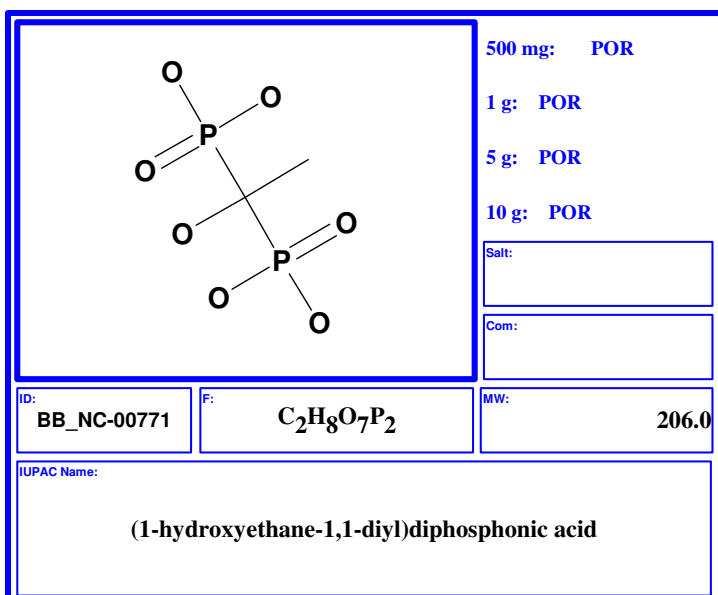 O
O
P
O
O
O
P
O
O
500 mg: POR
1 g: POR
5 g: POR
10 g: POR
Salt:
Com:
ID:
BB_NC-00771
F:
C2H8O7P2
MW:
206.0
IUPAC Name:
(1-hydroxyethane-1,1-diyl)diphosphonic acid